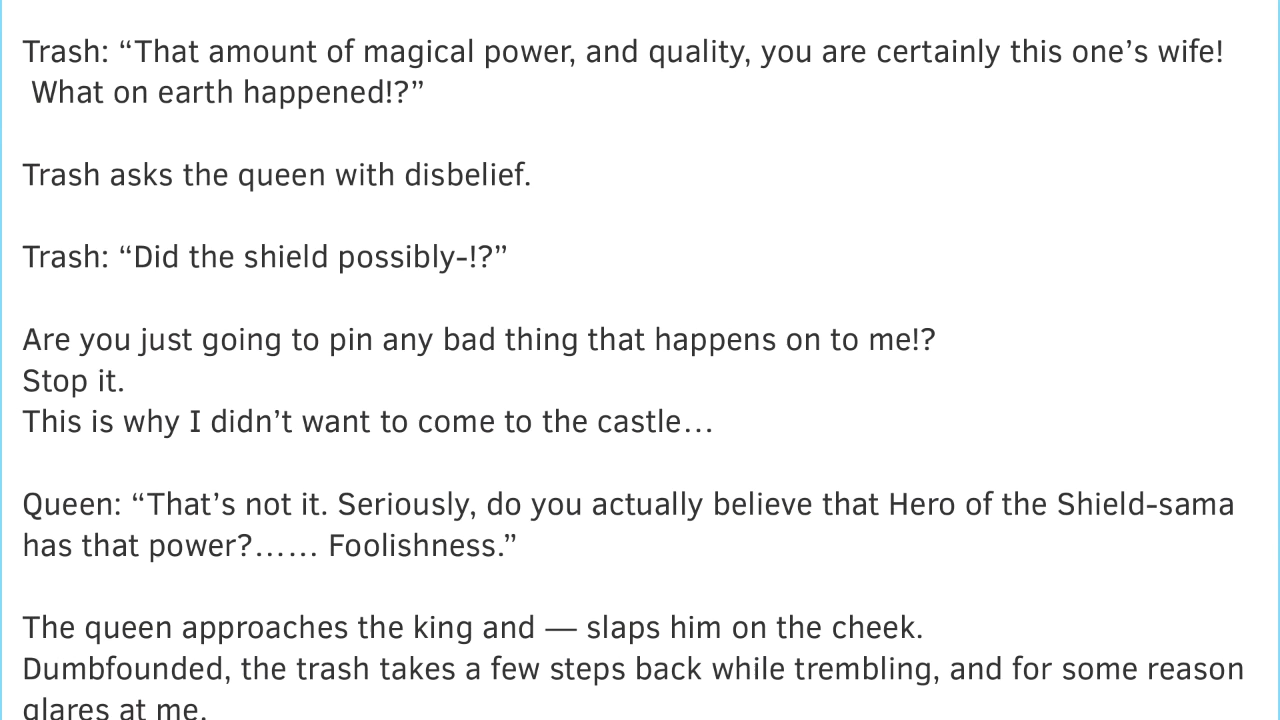 Trash: “That amount of magical power, and quality, you are certainly this one’s wife!
What on earth happened!?”
Trash asks the queen with disbelief.
Trash: “Did the shield possibly-!?”
Are you just going to pin any bad thing that happens on to me!?
Stop it.
This is why I didn’t want to come to the castle…
Queen: “That’s not it. Seriously, do you actually believe that Hero of the Shield-sama
has that power?…… Foolishness.”
The queen approaches the king and — slaps him on the cheek.
Dumbfounded, the trash takes a few steps back while trembling, and for some reason
glares at me.